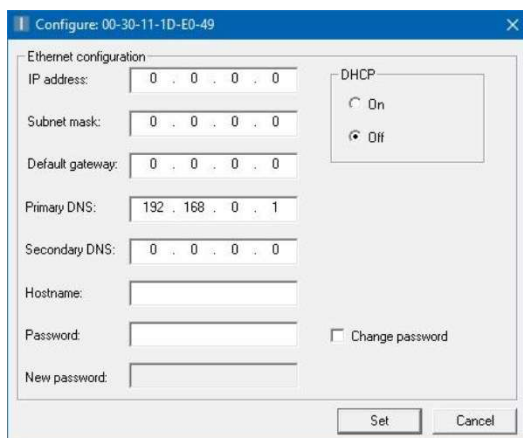 Configure: 00-30-11-1D-E0-49
Ethernet configuration
IP address: 0 . 0 . 0 . 0
DHCP
On
Off
Subnet mask: 0 . 0 . 0 . 0
Default gateway: 0 . 0 . 0 . 0
Primary DNS: 192 . 168 . 0 . 1
Secondary DNS: 0 . 0 . 0 . 0
Hostname:
Password:
Change password
New password:
Set
Cancel